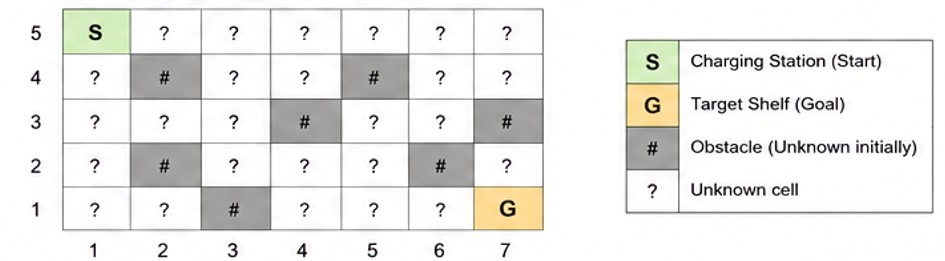 5 S ? ? ? ? ? ?
4 ? # ? ? # ? ?
3 ? ? ? # ? ? #
2 ? # ? ? ? # ?
1 ? ? # ? ? ? G
1 2 3 4 5 6 7
S Charging Station (Start)
G Target Shelf (Goal)
# Obstacle (Unknown initially)
? Unknown cell